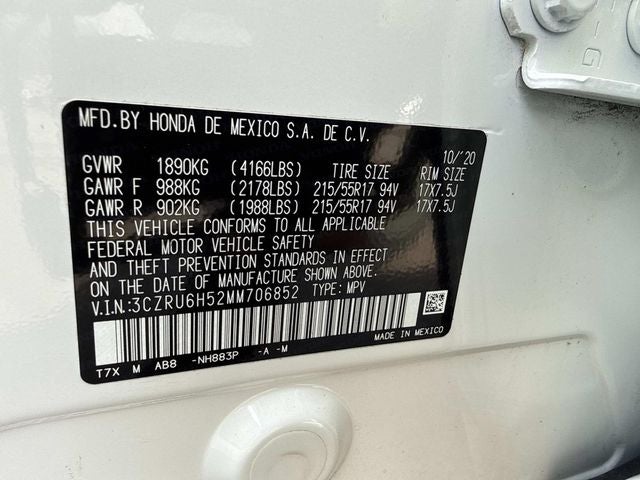 MFD.BY HONDA DE MEXICO S.A. DE C.V.
10/'20
GVWR 1890KG (4166LBS) TIRE SIZE RIM SIZE
GAWR F 988KG (2178LBS) 215/55R17 94V 17X7.5J
GAWR R 902KG (1988LBS) 215/55R17 94V 17X7.5J
THIS VEHICLE CONFORMS TO ALL APPLICABLE
FEDERAL MOTOR VEHICLE SAFETY
AND THEFT PREVENTION STANDARDS IN EFFECT
ON THE DATE OF MANUFACTURE SHOWN ABOVE.
V.I.N:3CZRU6H52MM706852 TYPE: MPV
MADE IN MEXICO
T7X M AB8 -NH883P -A -M